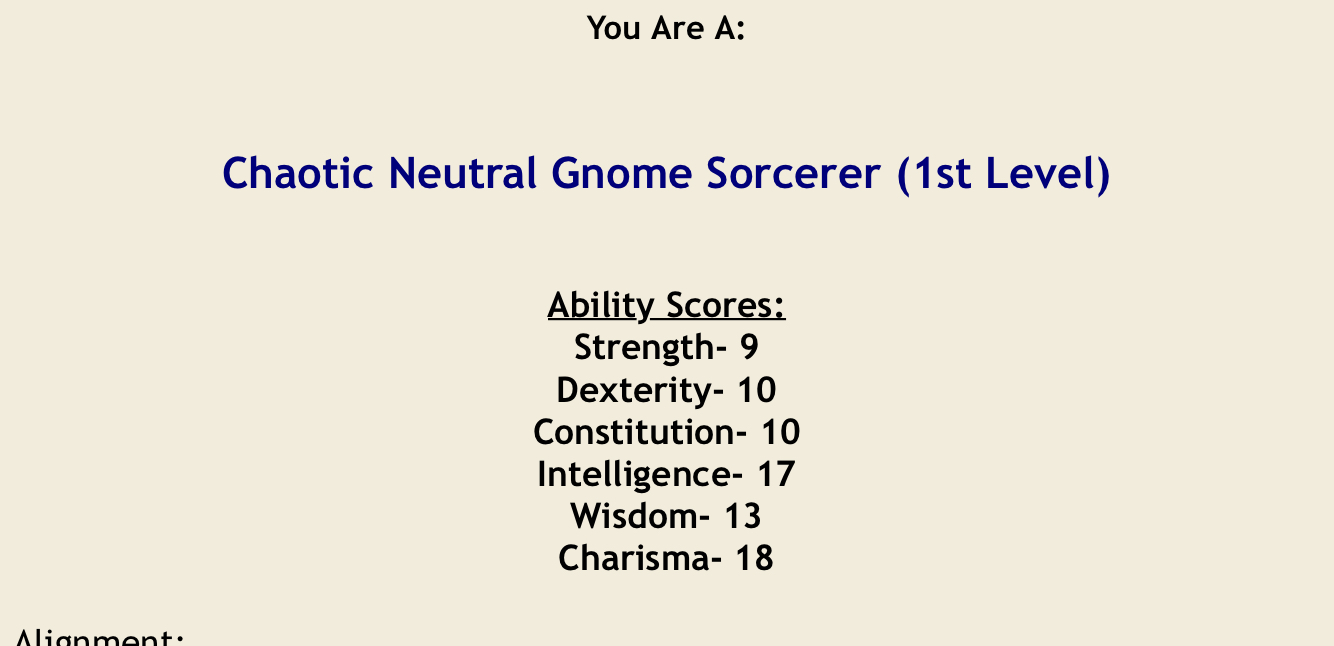 You Are A:
Chaotic Neutral Gnome Sorcerer (1st Level)
Ability Scores:
Strength- 9
Dexterity- 10
Constitution- 10
Intelligence- 17
Wisdom- 13
Charisma- 18
Alignment: